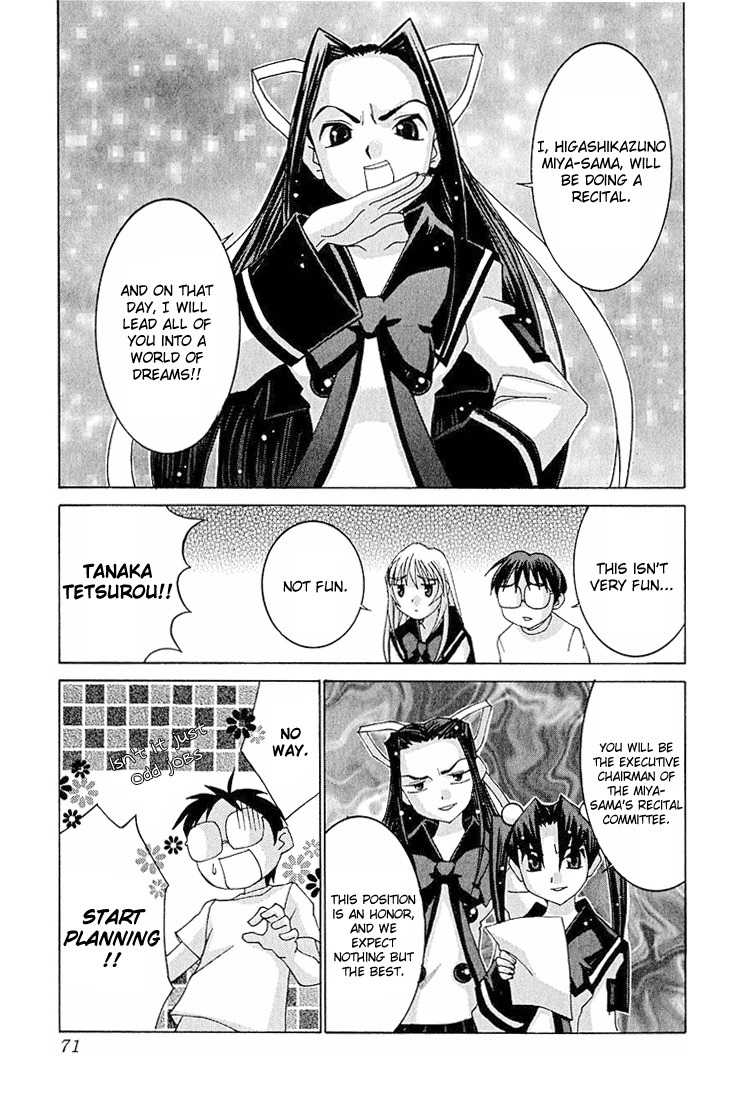 I, HIGASHIKAZUNO
MIYA-SAMA, WILL
BE DOING A
RECITAL.
AND ON THAT
DAY, I WILL
LEAD ALL OF
YOU INTO A
WORLD OF
DREAMS!!
THIS ISN'T
VERY FUN...
NOT FUN.
TANAKA
TETSUROU!!
YOU WILL BE
THE EXECUTIVE
CHAIRMAN OF
THE MIYA-
SAMA'S RECITAL
COMMITTEE.
THIS POSITION
IS AN HONOR,
AND WE
EXPECT
NOTHING BUT
THE BEST.
NO
WAY.
Isn't it just
odd JOBs
START
PLANNING
!!
71